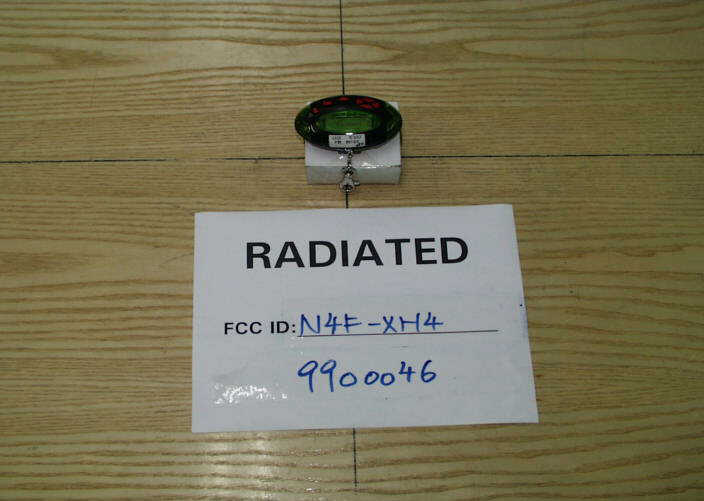 RADIATED
FCC ID: N4F-XH4
9900046